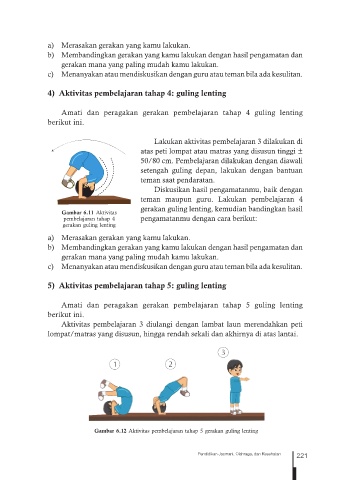 a) Merasakan gerakan yang kamu lakukan.
b) Membandingkan gerakan yang kamu lakukan dengan hasil pengamatan dan
gerakan mana yang paling mudah kamu lakukan.
c) Menanyakan atau mendiskusikan dengan guru atau teman bila ada kesulitan.
4) Aktivitas pembelajaran tahap 4: guling lenting
Amati dan peragakan gerakan pembelajaran tahap 4 guling lenting
berikut ini.
Lakukan aktivitas pembelajaran 3 dilakukan di
atas peti lompat atau matras yang disusun tinggi ±
50/80 cm. Pembelajaran dilakukan dengan diawali
setengah guling depan, lakukan dengan bantuan
teman saat pendaratan.
Diskusikan hasil pengamatanmu, baik dengan
teman maupun guru. Lakukan pembelajaran 4
gerakan guling lenting, kemudian bandingkan hasil
pengamatanmu dengan cara berikut:
Gambar 6.11 Aktivitas
pembelajaran tahap 4
gerakan guling lenting
a) Merasakan gerakan yang kamu lakukan.
b) Membandingkan gerakan yang kamu lakukan dengan hasil pengamatan dan
gerakan mana yang paling mudah kamu lakukan.
c) Menanyakan atau mendiskusikan dengan guru atau teman bila ada kesulitan.
5) Aktivitas pembelajaran tahap 5: guling lenting
Amati dan peragakan gerakan pembelajaran tahap 5 guling lenting
berikut ini.
Aktivitas pembelajaran 3 diulangi dengan lambat laun merendahkan peti
lompat/matras yang disusun, hingga rendah sekali dan akhirnya di atas lantai.
1
2
3
Gambar 6.12 Aktivitas pembelajaran tahap 5 gerakan guling lenting
Pendidikan Jasmani, Olahraga, dan Kesehatan 221